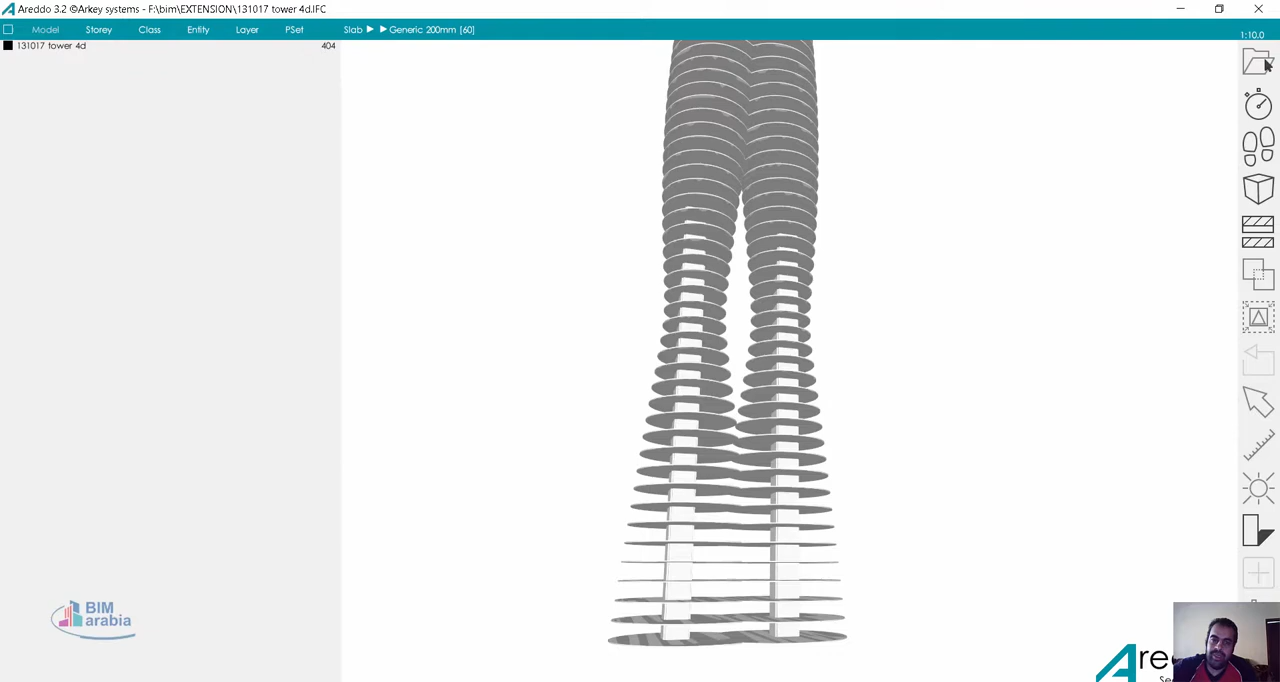 Areddo 3.2 ©Arkey systems - F:\bim\EXTENSION\131017 tower 4d.IFC
Model Storey Class Entity Layer PSet Slab ▶ ▶ Generic 200mm [60] 1:10.0
131017 tower 4d 404
BIM
arabia
Are
Se